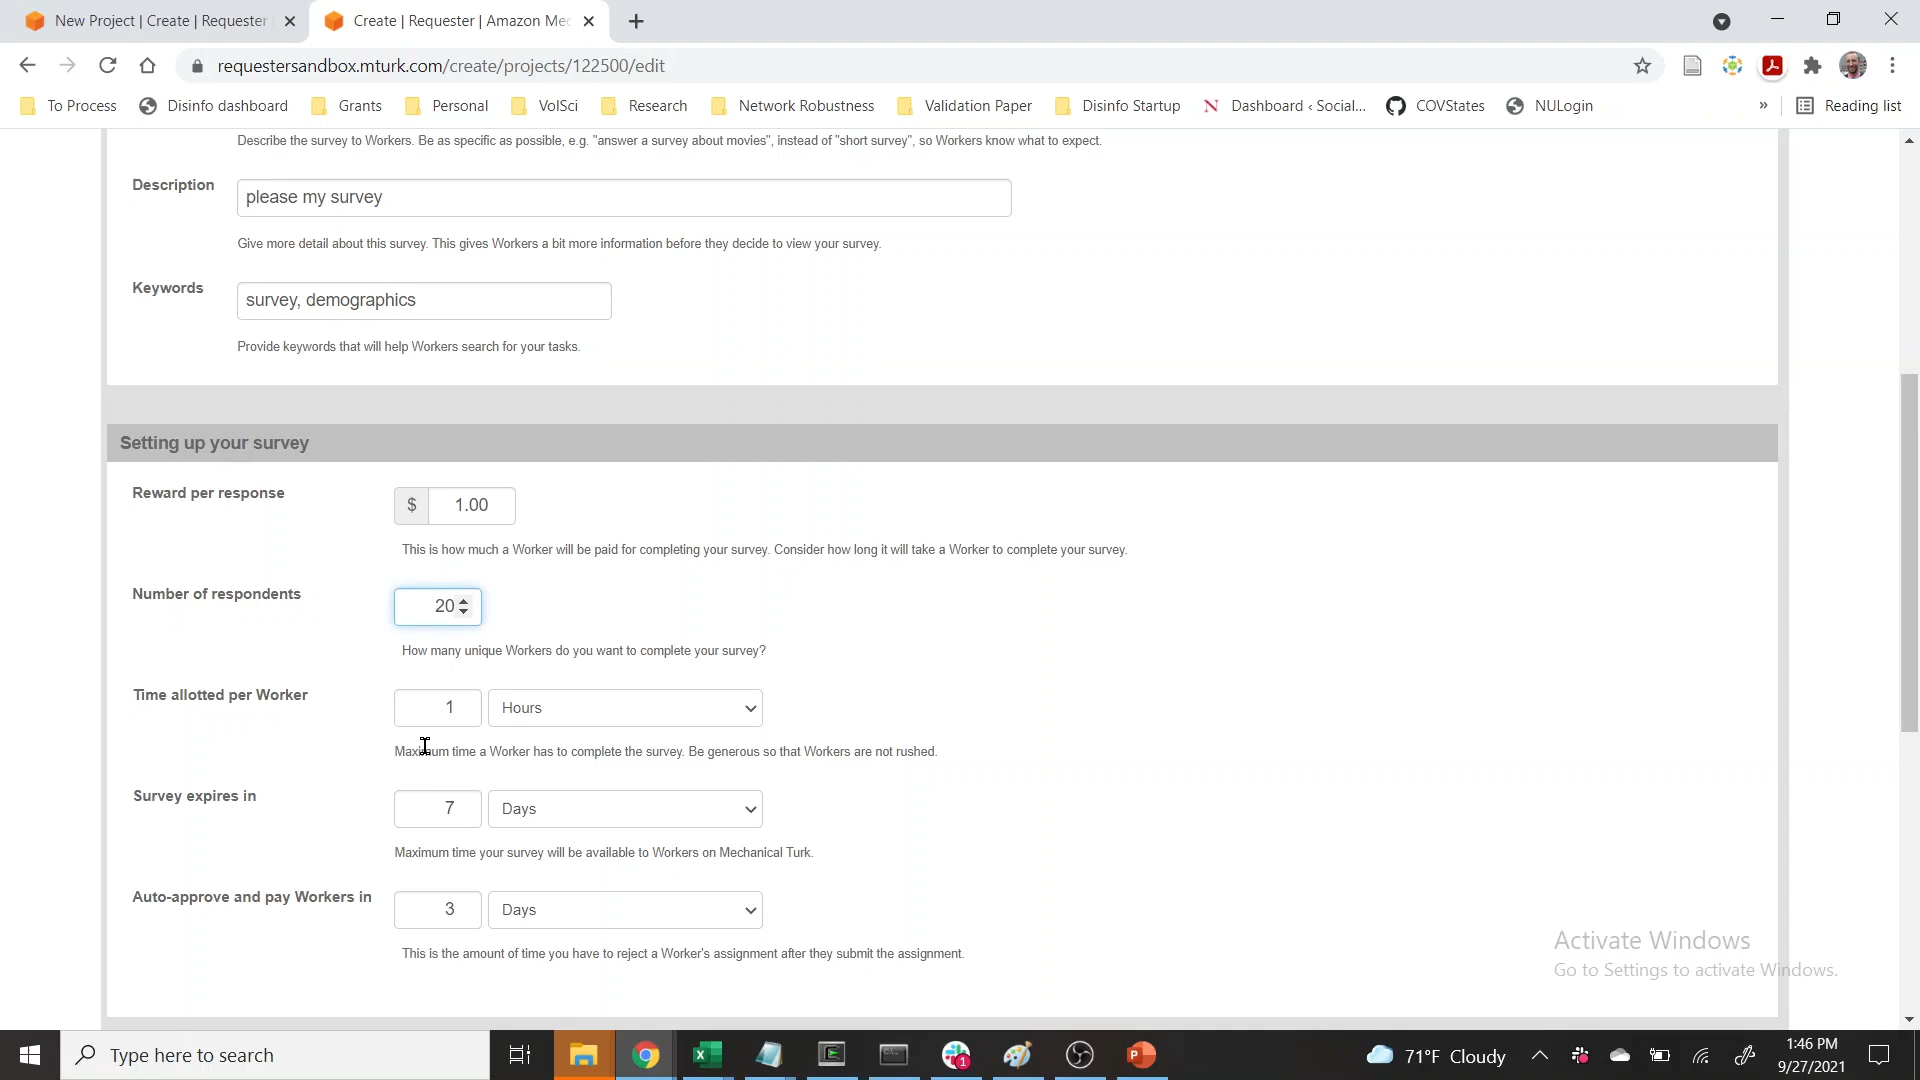 New Project | Create | Requester
Create | Requester | Amazon Mec
requestersandbox.mturk.com/create/projects/122500/edit
To Process
Disinfo dashboard
Grants
Personal
VolSci
Research
Network Robustness
Validation Paper
Disinfo Startup
Dashboard ‹ Social...
COVStates
NULogin
»
Reading list
Describe the survey to Workers. Be as specific as possible, e.g. "answer a survey about movies", instead of "short survey", so Workers know what to expect.
Description
please my survey
Give more detail about this survey. This gives Workers a bit more information before they decide to view your survey.
Keywords
survey, demographics
Provide keywords that will help Workers search for your tasks.
Setting up your survey
Reward per response
$ 1.00
This is how much a Worker will be paid for completing your survey. Consider how long it will take a Worker to complete your survey.
Number of respondents
20
How many unique Workers do you want to complete your survey?
Time allotted per Worker
1 Hours
Maximum time a Worker has to complete the survey. Be generous so that Workers are not rushed.
Survey expires in
7 Days
Maximum time your survey will be available to Workers on Mechanical Turk.
Auto-approve and pay Workers in
3 Days
This is the amount of time you have to reject a Worker's assignment after they submit the assignment.
Activate Windows
Go to Settings to activate Windows.
Type here to search
1
71°F Cloudy
1:46 PM
9/27/2021